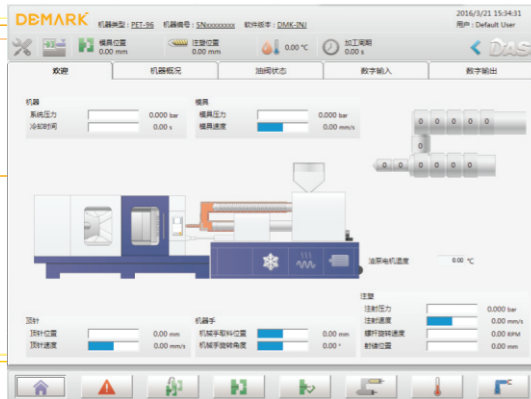 2016/3/21 15:34:31
DEMARK 机器类型 : PET-96 机器编号 : SNxxxxxxxx 软件版本 : DMK-INJ 用户 : Default User
模具位置 注塑位置 加工周期
0.00 mm 0.00 mm 0.00 °C 0.00 s DAS
欢迎 机器概况 油阀状态 数字输入 数字输出
机器 模具
系统压力 0.000 bar 模具压力 0.000 bar
冷却时间 0.00 s 模具速度 0.00 mm/s
0 0 0 0 0
0
0 0 0 0 0 0
油泵电机温度 0.00 °C
注塑
注射压力 0.000 bar
顶针 机器手 注射速度 0.00 mm/s
顶针位置 0.00 mm 机械手取料位置 0.00 mm 螺杆旋转速度 0.00 RPM
顶针速度 0.00 mm/s 机械手旋转角度 0.00 ° 射锤位置 0.00 mm